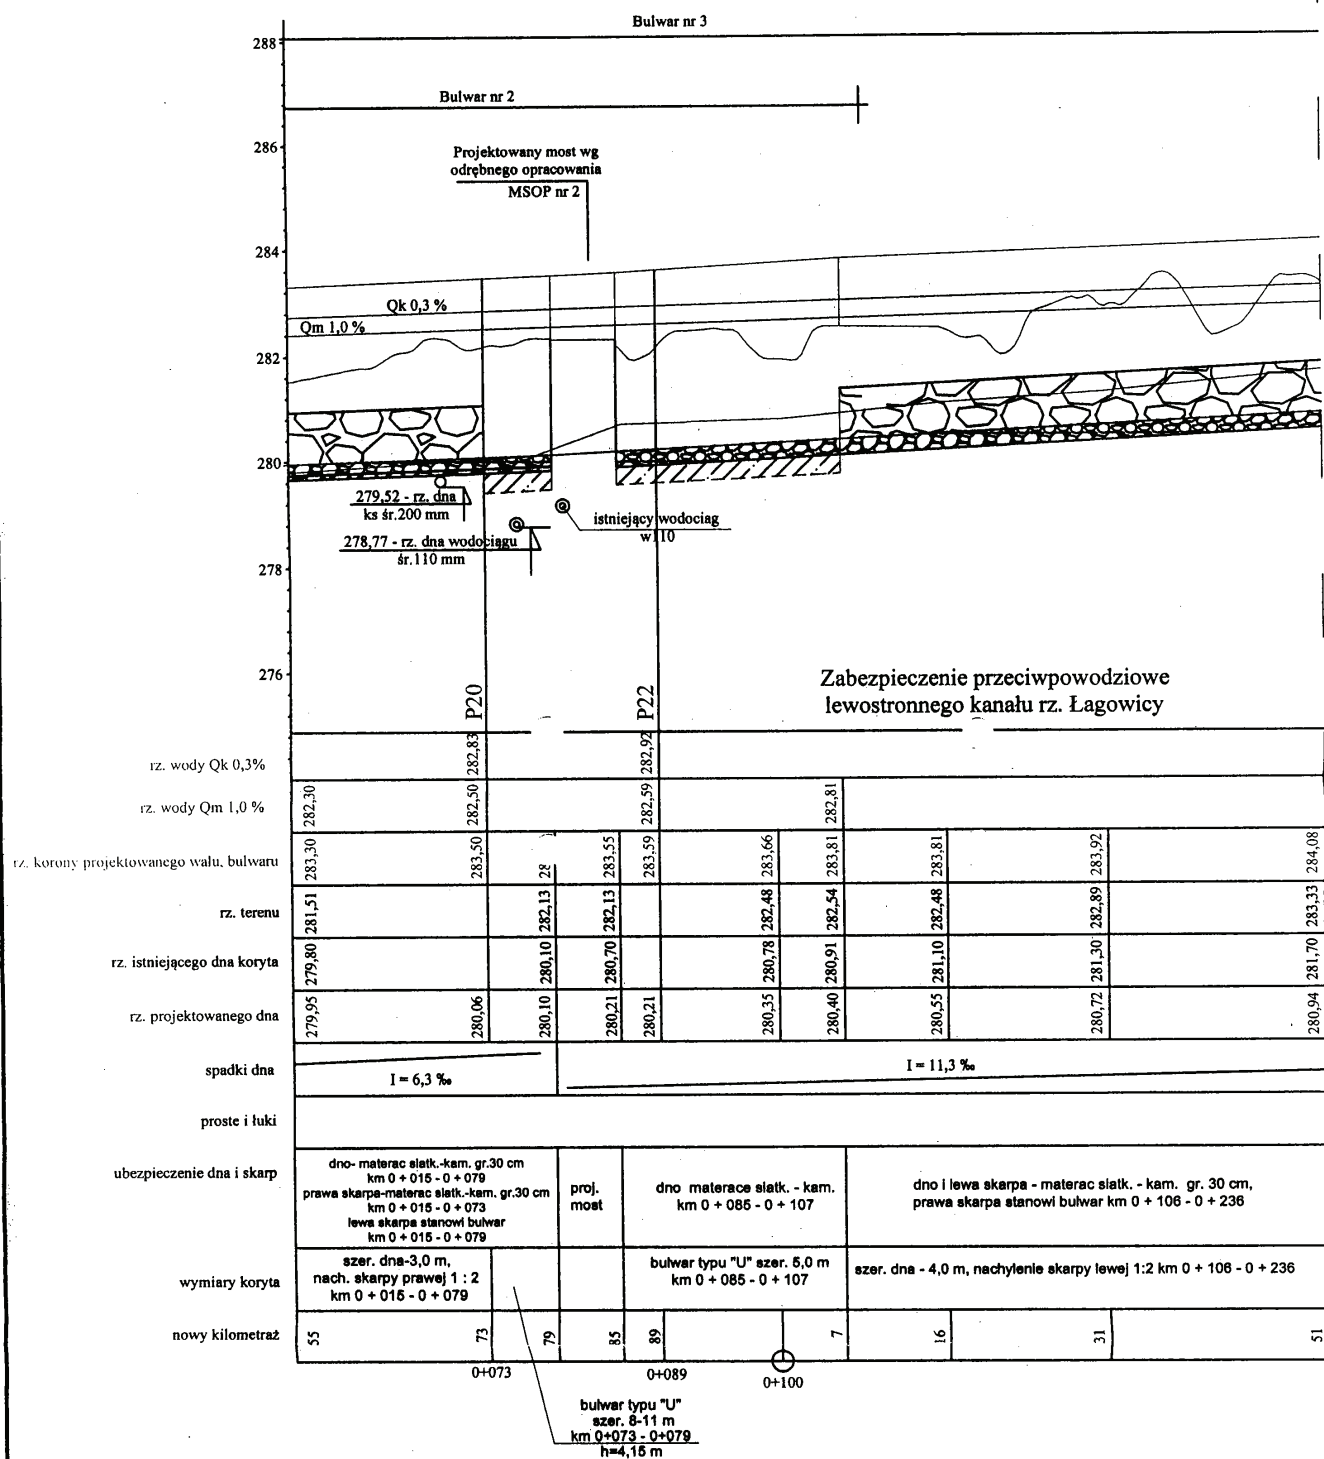 Bulwar nr 3
288
Bulwar nr 2
286
Projektowany most wg
odrębnego opracowania
MSOP nr 2
284
Qk 0,3 %
Qm 1,0 %
282
280
279,52 - rz. dna
ks śr.200 mm
istniejący wodociąg
w110
278,77 - rz. dna wodociągu
śr.110 mm
278
276
Zabezpieczenie przeciwpowodziowe
lewostronnego kanału rz. Łagowicy
P20
P22
rz. wody Qk 0,3%
282,83
282,92
rz. wody Qm 1,0 %
282,30
282,50
282,59
282,81
rz. korony projektowanego wału, bulwaru
283,30
283,50
28
283,55
283,59
283,66
283,81
283,81
283,92
284,08
rz. terenu
281,51
282,13
282,13
282,48
282,54
282,48
282,89
283,33
rz. istniejącego dna koryta
279,80
280,10
280,70
280,78
280,91
281,10
281,30
281,70
rz. projektowanego dna
279,95
280,06
280,10
280,21
280,21
280,35
280,40
280,55
280,72
280,94
spadki dna
I = 6,3 ‰
I = 11,3 ‰
proste i łuki
ubezpieczenie dna i skarp
dno- materac siatk.-kam. gr.30 cm
km 0 + 015 - 0 + 079
prawa skarpa-materac siatk.-kam. gr.30 cm
km 0 + 015 - 0 + 073
lewa skarpa stanowi bulwar
km 0 + 015 - 0 + 079
proj.
most
dno materace siatk. - kam.
km 0 + 085 - 0 + 107
dno i lewa skarpa - materac siatk. - kam. gr. 30 cm,
prawa skarpa stanowi bulwar km 0 + 106 - 0 + 236
wymiary koryta
szer. dna-3,0 m,
nach. skarpy prawej 1 : 2
km 0 + 015 - 0 + 079
bulwar typu "U" szer. 5,0 m
km 0 + 085 - 0 + 107
szer. dna - 4,0 m, nachylenie skarpy lewej 1:2 km 0 + 106 - 0 + 236
nowy kilometraż
55
73
79
85
89
7
16
31
51
0+073
0+089
0+100
bulwar typu "U"
szer. 8-11 m
km 0+073 - 0+079
h=4,15 m